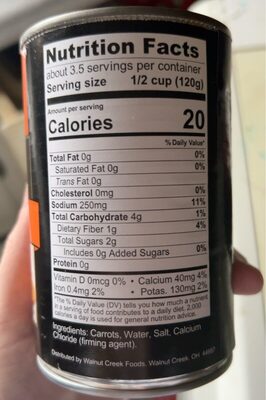 Nutrition Facts
about 3.5 servings per container
Serving size 1/2 cup (120g)
Amount per serving
Calories 20
% Daily Value*
Total Fat 0g 0%
Saturated Fat 0g 0%
Trans Fat 0g
Cholesterol 0mg 0%
Sodium 250mg 11%
Total Carbohydrate 4g 1%
Dietary Fiber 1g 4%
Total Sugars 2g
Includes 0g Added Sugars 0%
Protein 0g
Vitamin D 0mcg 0% • Calcium 40mg 4%
Iron 0.4mg 2% • Potas. 130mg 2%
*The % Daily Value (DV) tells you how much a nutrient
in a serving of food contributes to a daily diet. 2,000
calories a day is used for general nutrition advice.
Ingredients: Carrots, Water, Salt, Calcium
Chloride (firming agent).
Distributed by Walnut Creek Foods. Walnut Creek, OH 44687